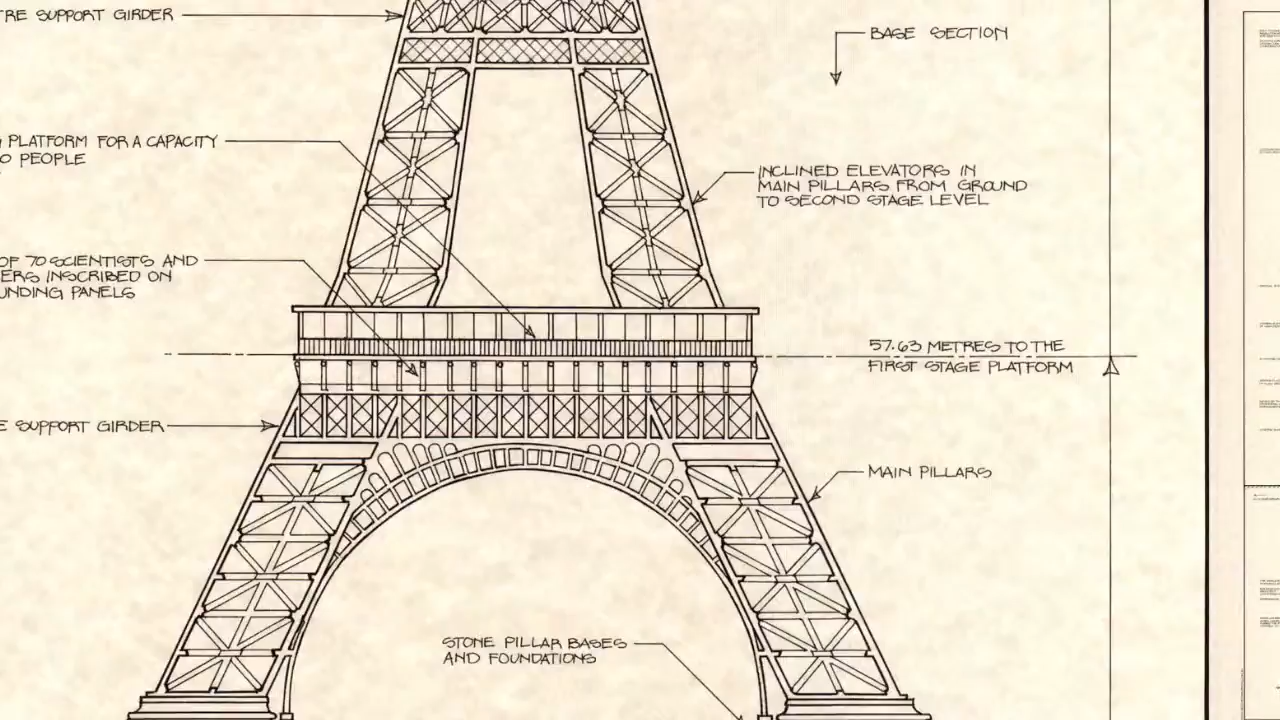 TRE SUPPORT GIRDER
BASE SECTION
PLATFORM FOR A CAPACITY
O PEOPLE
INCLINED ELEVATORS IN
MAIN PILLARS FROM GROUND
TO SECOND STAGE LEVEL
OF 70 SCIENTISTS AND
ERS INSCRIBED ON
UNDING PANELS
57.63 METRES TO THE
FIRST STAGE PLATFORM
E SUPPORT GIRDER
MAIN PILLARS
STONE PILLAR BASES
AND FOUNDATIONS